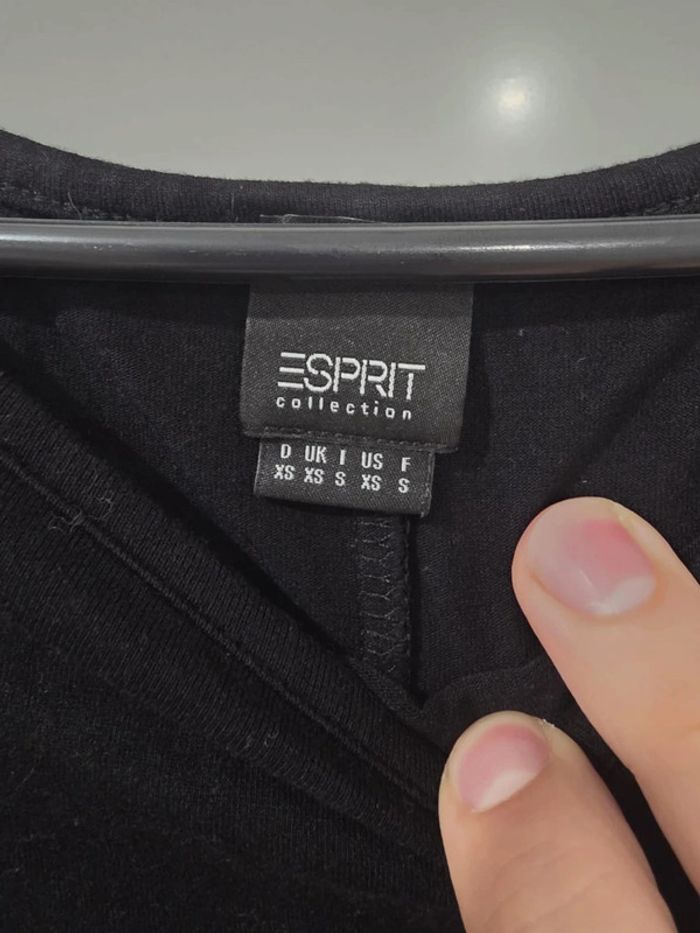 ESPRIT
collection
D UK I US F
XS XS S XS S